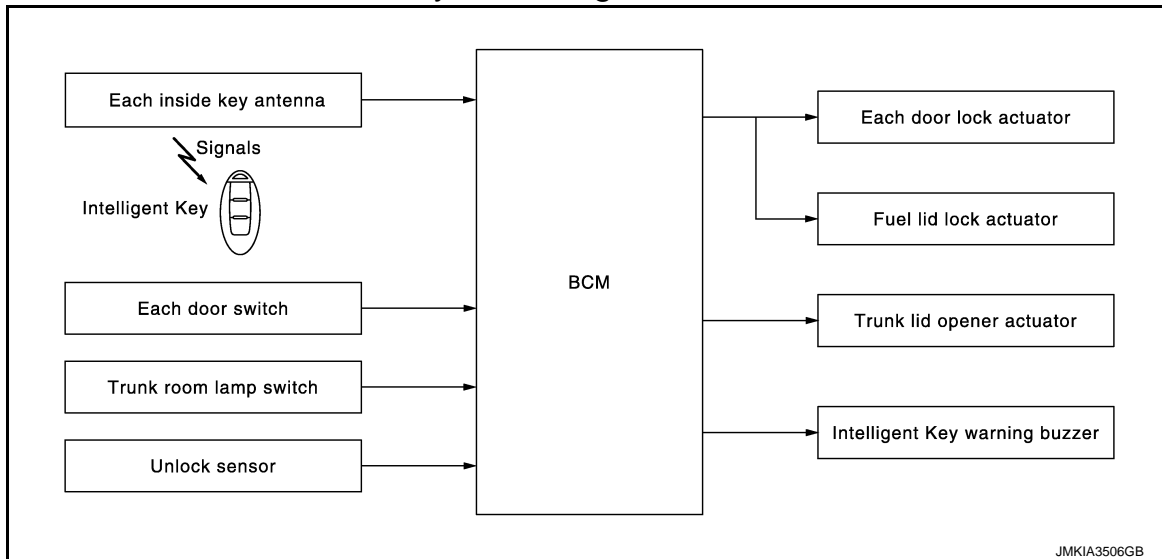 Each inside key antenna
Signals
Intelligent Key
Each door switch
Trunk room lamp switch
Unlock sensor
BCM
Each door lock actuator
Fuel lid lock actuator
Trunk lid opener actuator
Intelligent Key warning buzzer
JMKIA3506GB